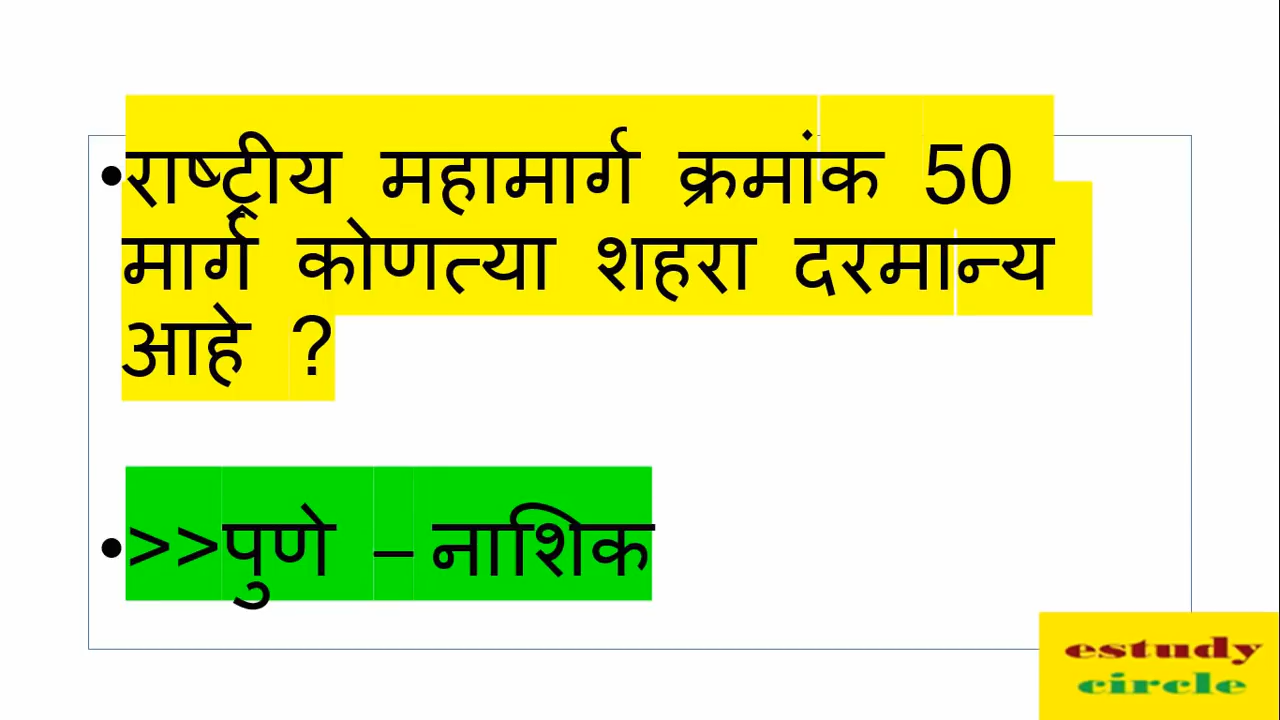 •राष्ट्रीय महामार्ग क्रमांक 50
मार्ग कोणत्या शहरा दरमान्य
आहे ?
•>>पुणे – नाशिक
estudy
circle